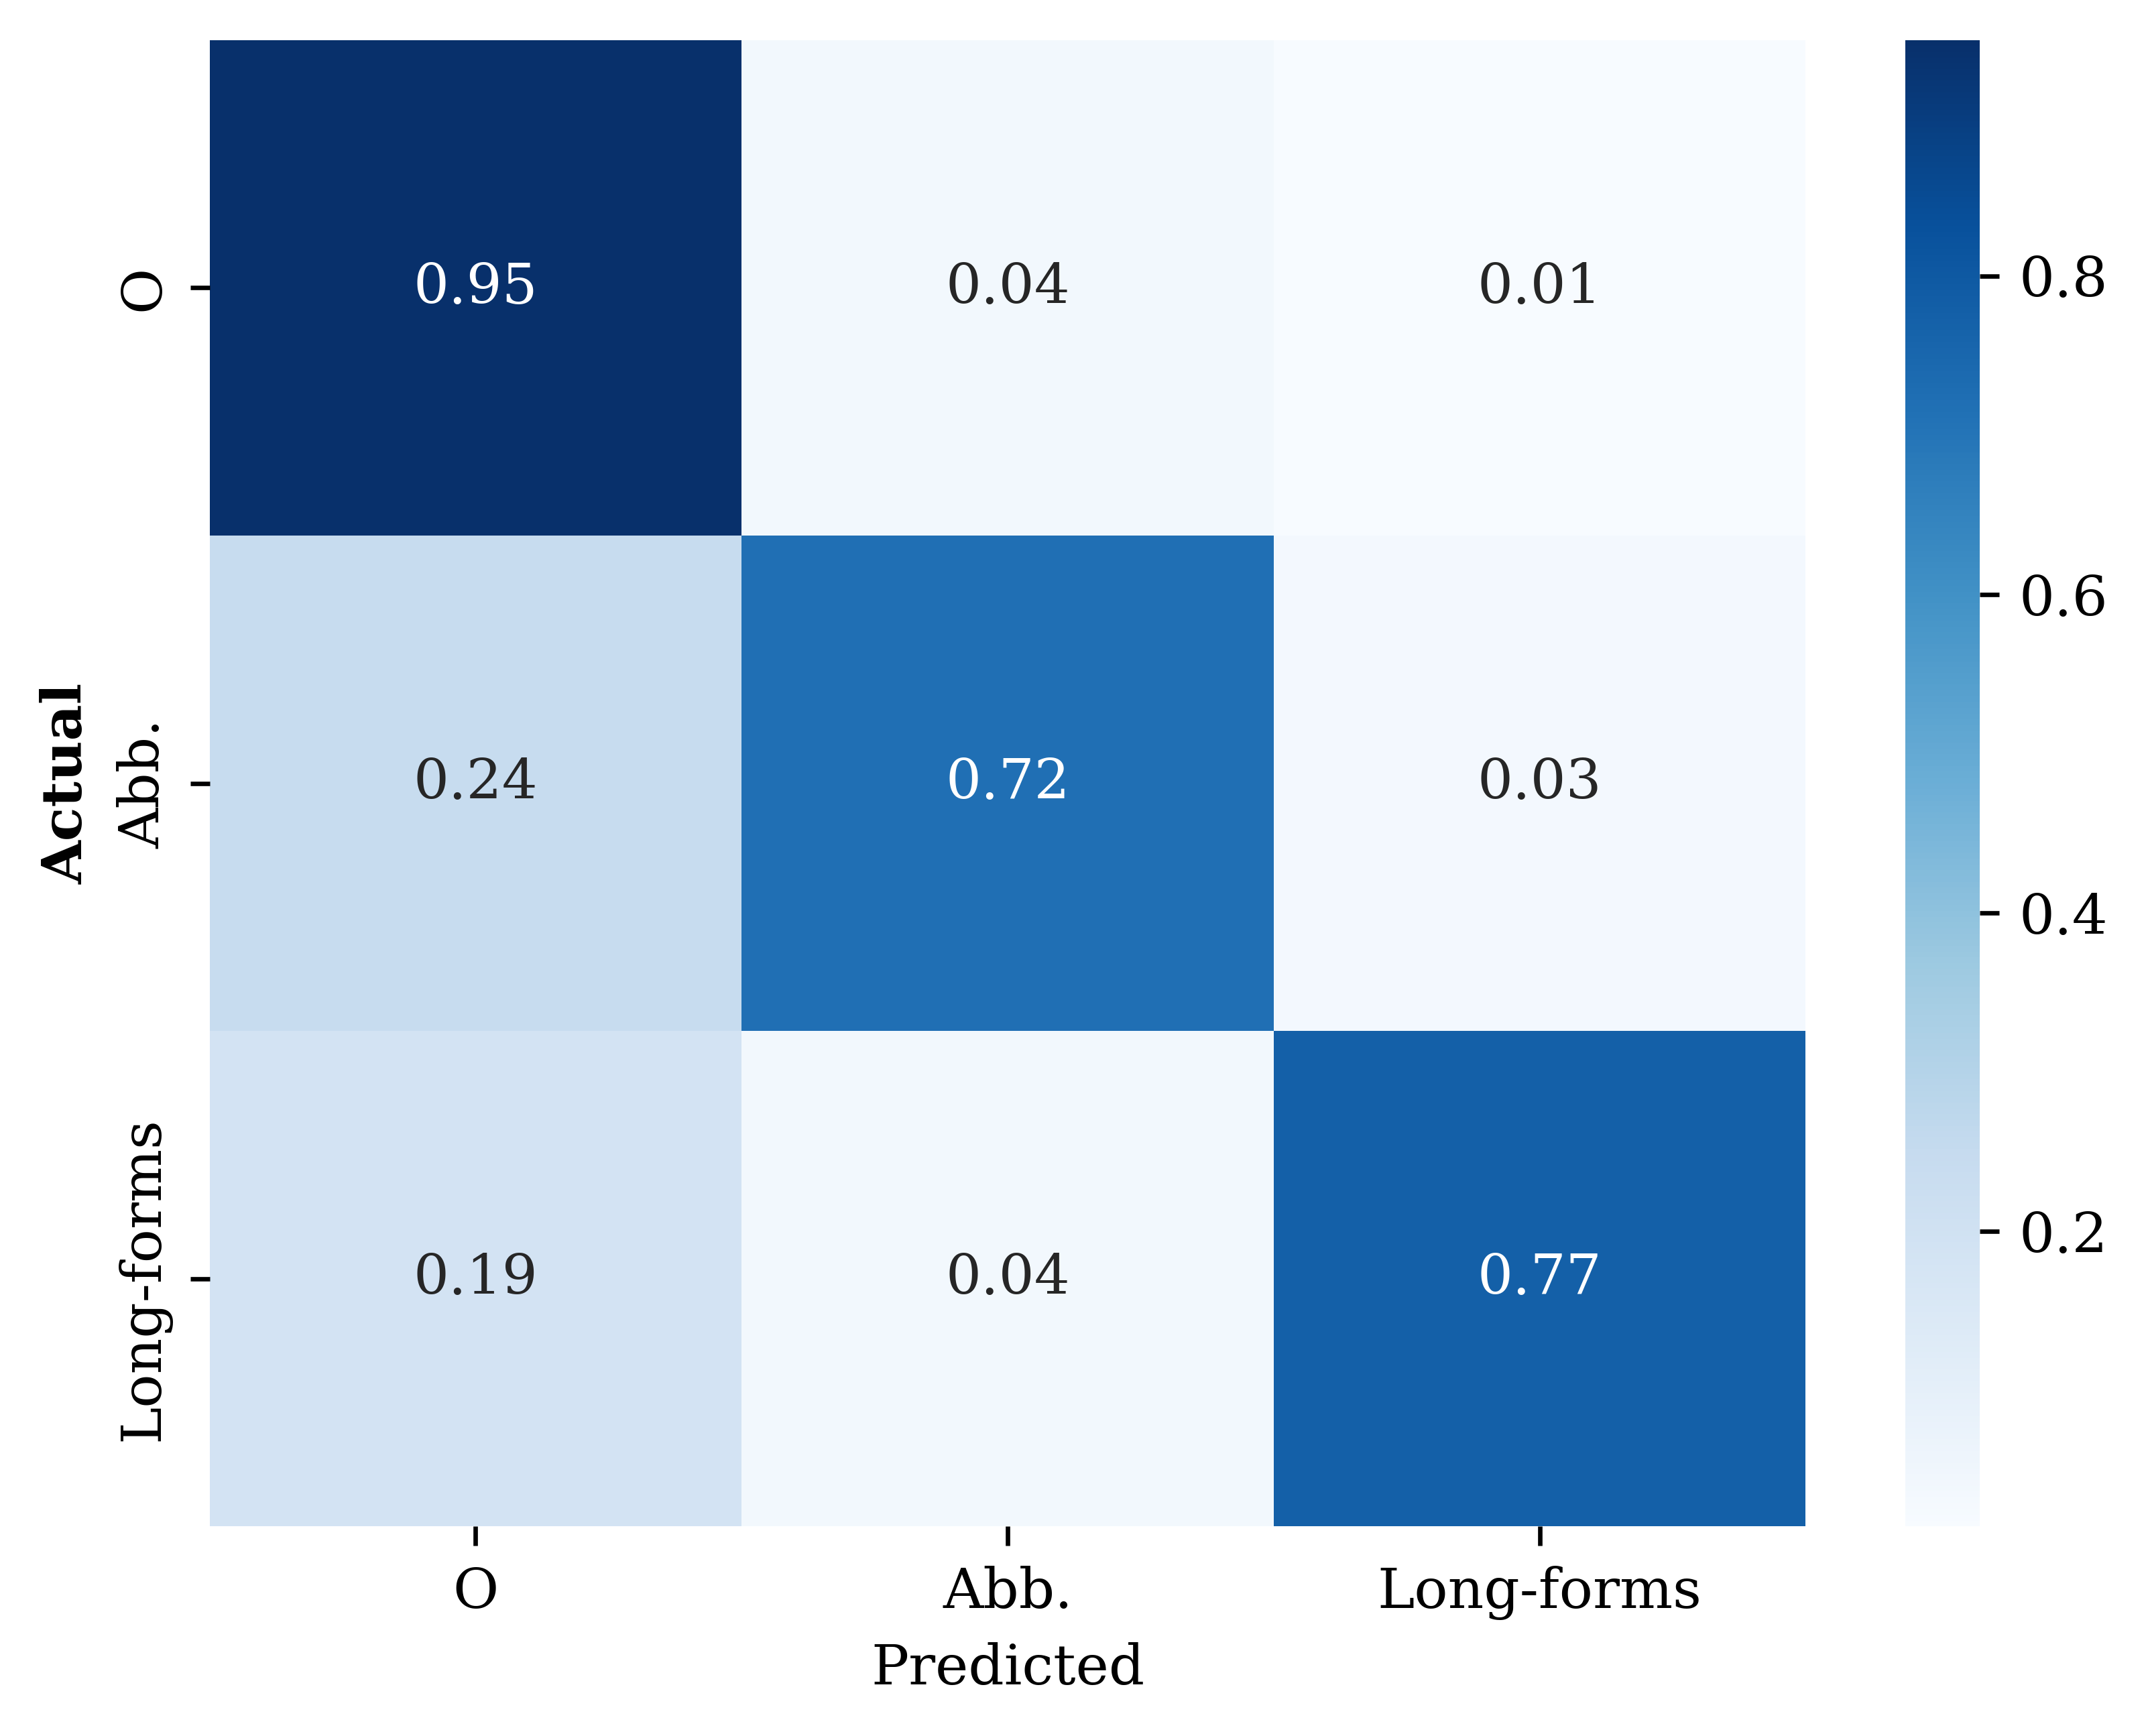 0.95 0.04 0.01
0.24 0.72 0.03
0.19 0.04 0.77
O
Abb.
Long-forms
Actual
O Abb. Long-forms
Predicted
0.8
0.6
0.4
0.2